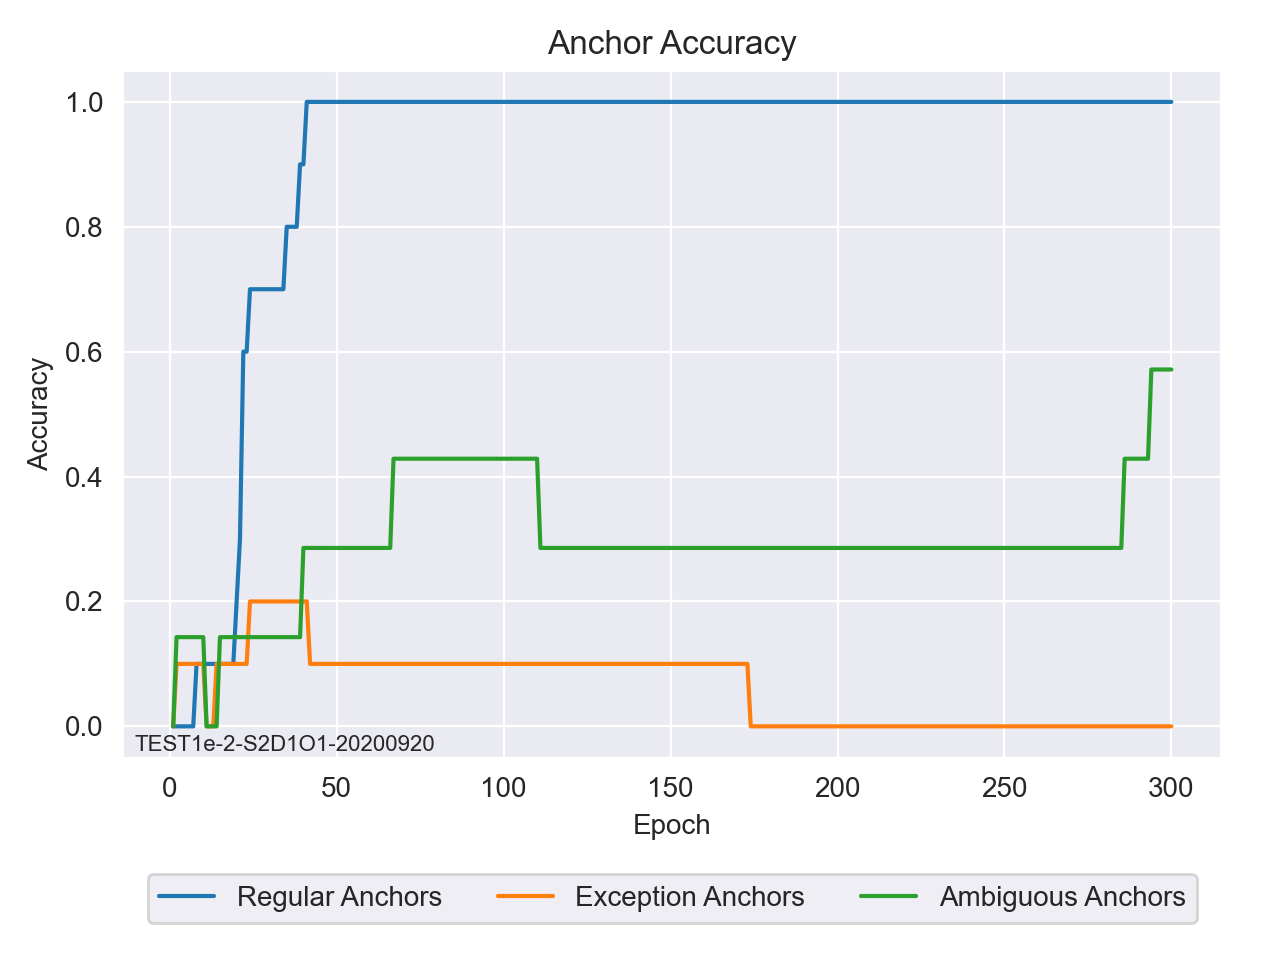 Anchor Accuracy
1.0
0.8
0.6
0.4
0.2
0.0
Accuracy
TEST1e-2-S2D1O1-20200920
0 50 100 150 200 250 300
Epoch
Regular Anchors Exception Anchors Ambiguous Anchors